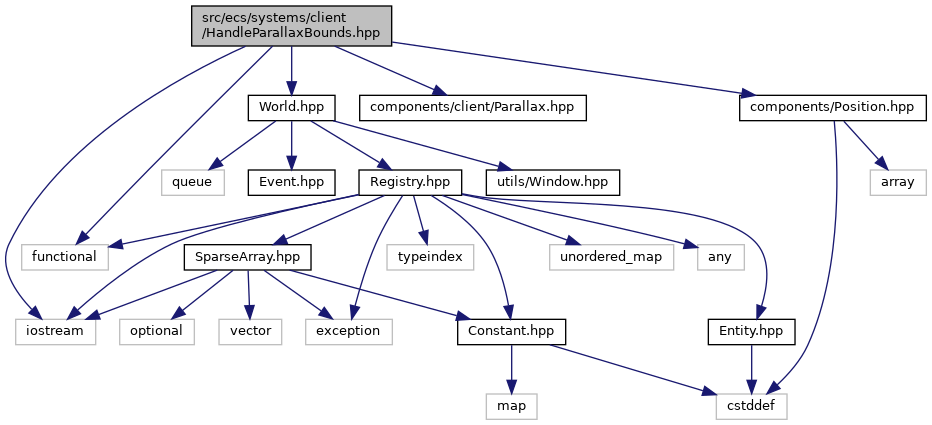 src/ecs/systems/client
/HandleParallaxBounds.hpp
World.hpp
components/client/Parallax.hpp
components/Position.hpp
queue
Event.hpp
Registry.hpp
utils/Window.hpp
array
functional
SparseArray.hpp
typeindex
unordered_map
any
iostream
optional
vector
exception
Constant.hpp
Entity.hpp
map
cstddef